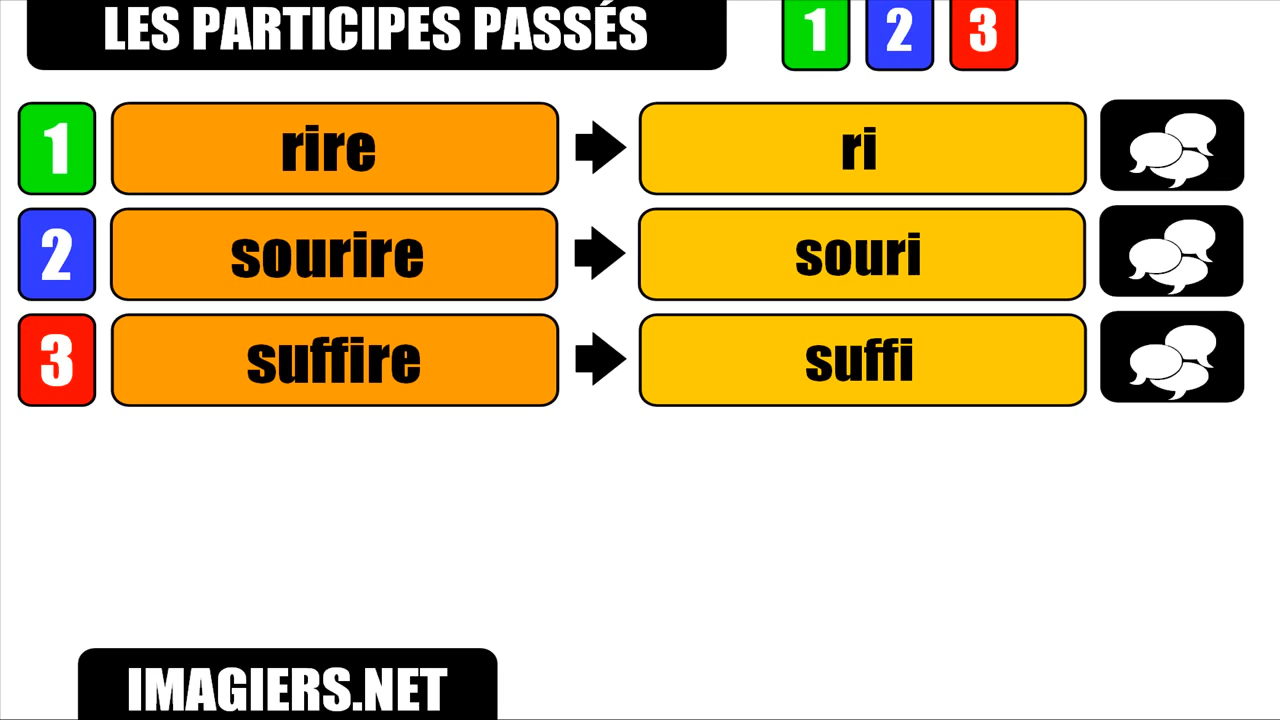 LES PARTICIPES PASSÉS 1 2 3
1 rire ri
2 sourire souri
3 suffire suffi
IMAGIERS.NET